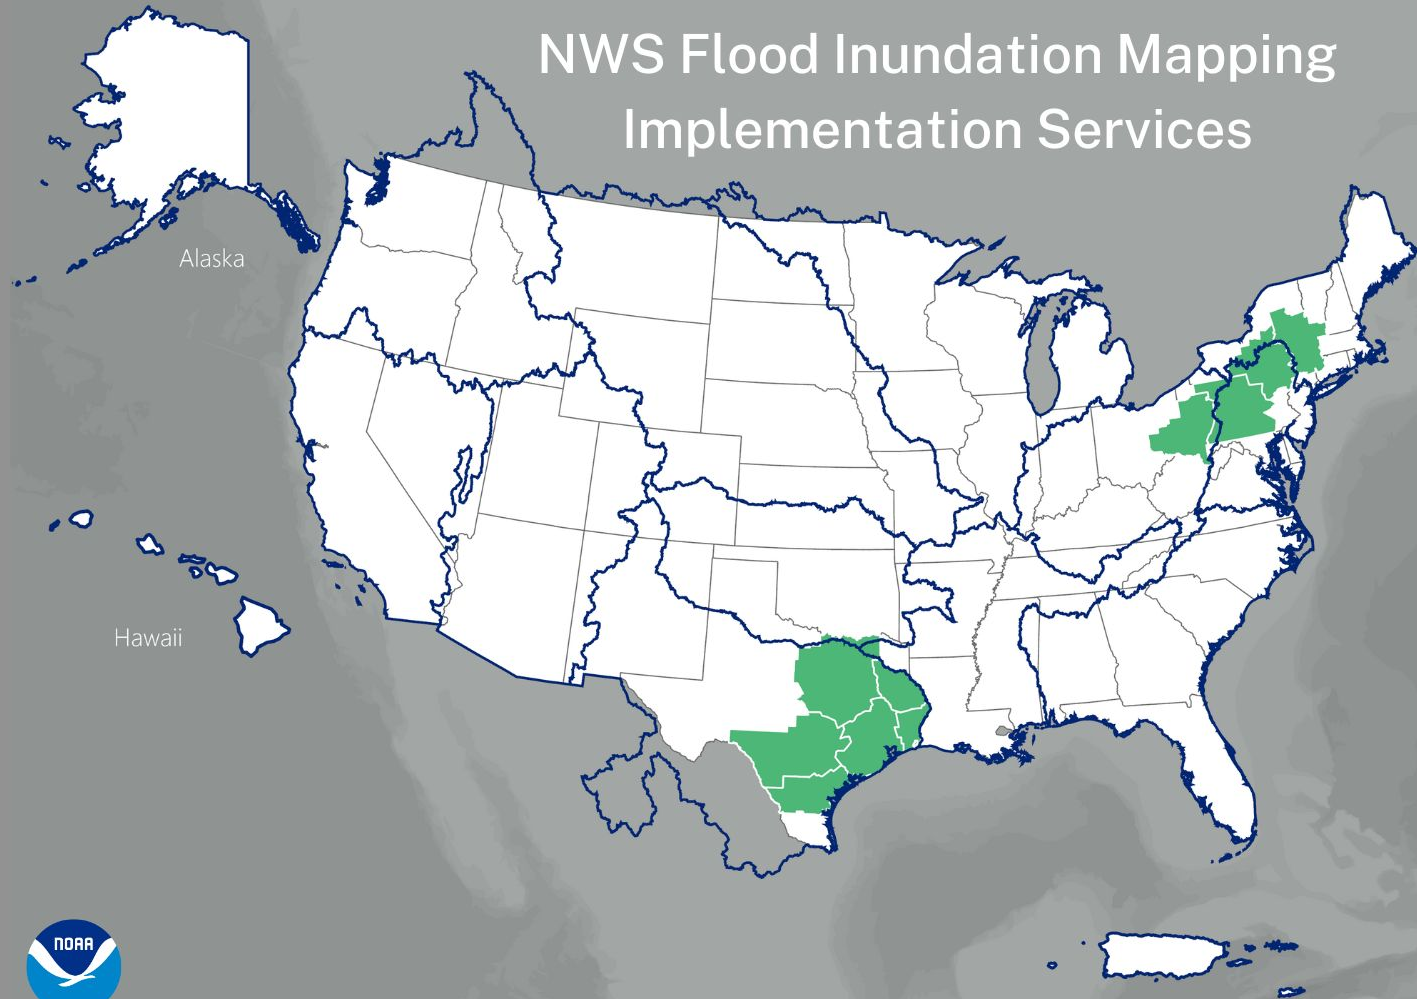 NWS Flood Inundation Mapping
Implementation Services
Alaska
Hawaii
NOAA